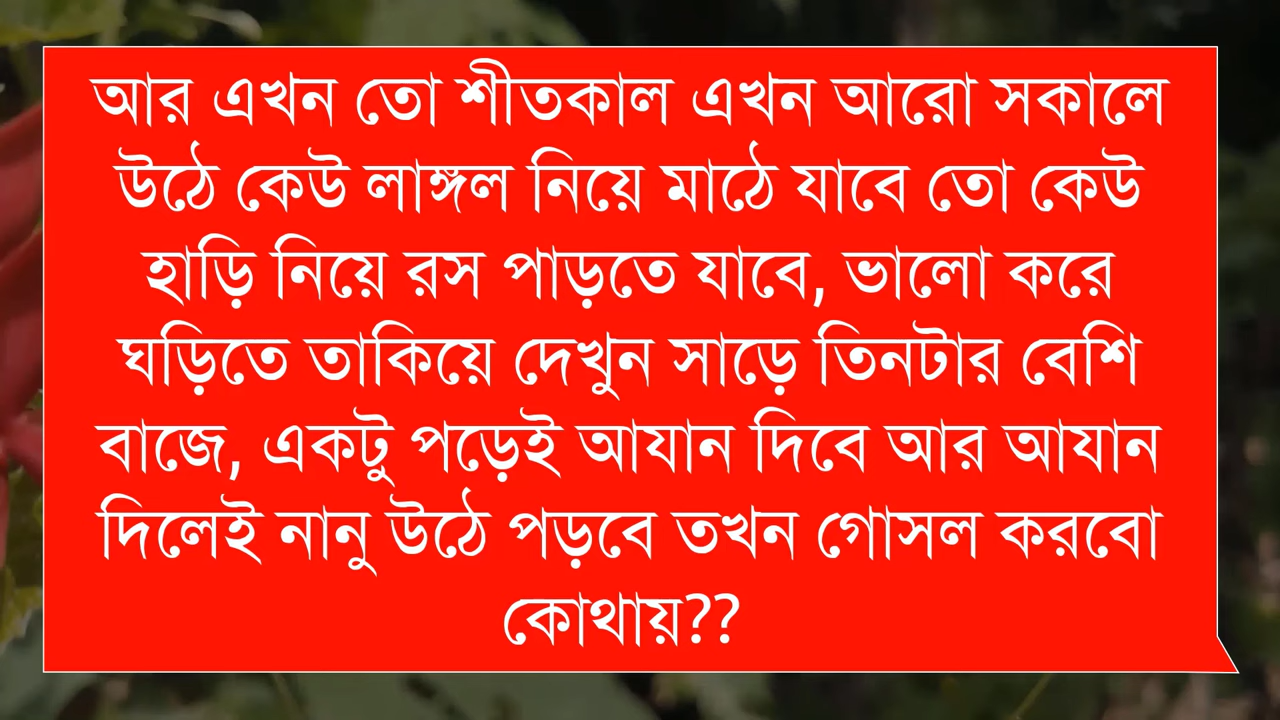 আর এখন তো শীতকাল এখন আরো সকালে
উঠে কেউ লাঙ্গল নিয়ে মাঠে যাবে তো কেউ
হাড়ি নিয়ে রস পাড়তে যাবে, ভালো করে
ঘড়িতে তাকিয়ে দেখুন সাড়ে তিনটার বেশি
বাজে, একটু পড়েই আযান দিবে আর আযান
দিলেই নানু উঠে পড়বে তখন গোসল করবো
কোথায়??